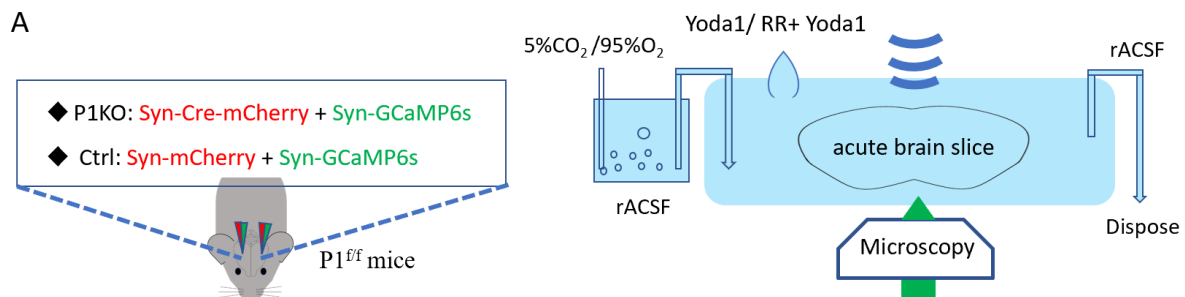 A
◆ P1KO: Syn-Cre-mCherry + Syn-GCaMP6s
◆ Ctrl: Syn-mCherry + Syn-GCaMP6s
P1f/f mice
5%CO2 /95%O2
Yoda1/ RR+ Yoda1
rACSF
acute brain slice
rACSF
Dispose
Microscopy